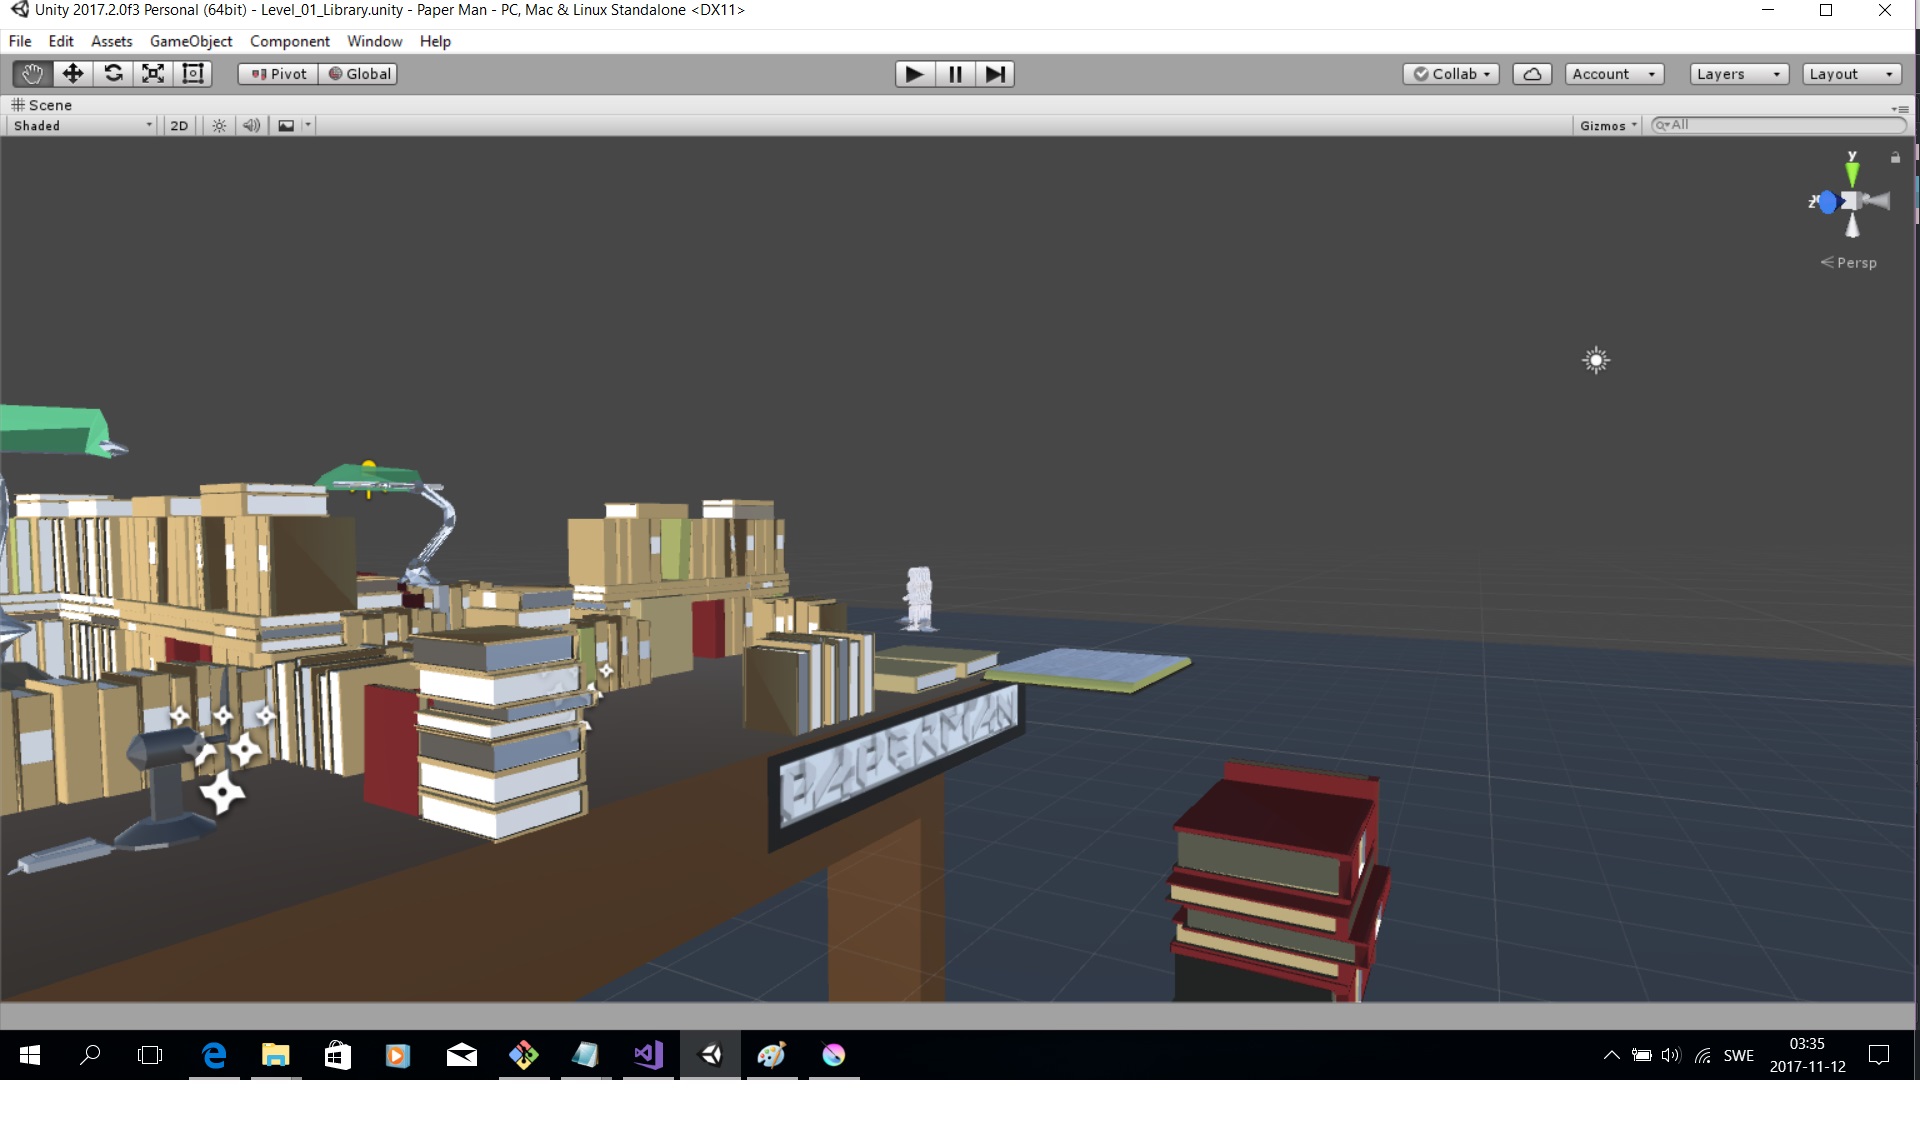 Unity 2017.2.0f3 Personal (64bit) - Level_01_Library.unity - Paper Man - PC, Mac & Linux Standalone <DX11>
File Edit Assets GameObject Component Window Help
Pivot Global Collab Account Layers Layout
Scene
Shaded 2D Gizmos All
y
z
Persp
PAPERMAN
SWE
03:35
2017-11-12